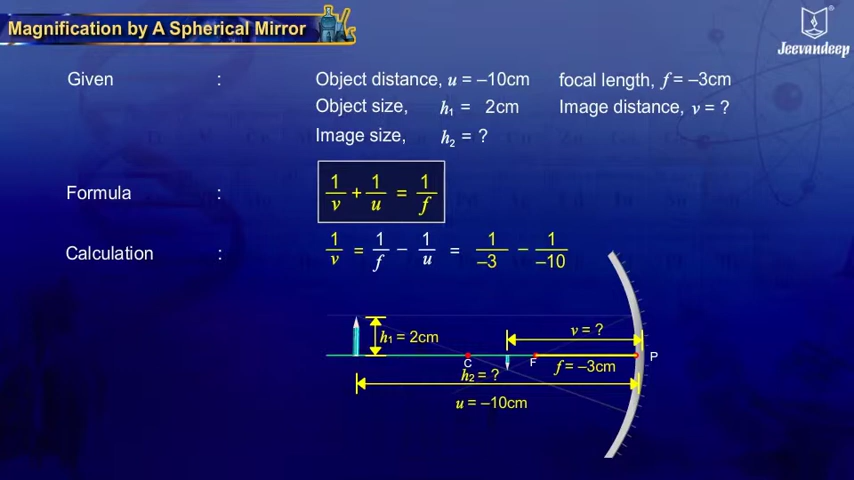 Magnification by A Spherical Mirror
Jeevandeep
Given : Object distance, u = –10cm focal length, f = –3cm
Object size, h₁ = 2cm Image distance, v = ?
Image size, h₂ = ?
Formula : 1/v + 1/u = 1/f
Calculation : 1/v = 1/f – 1/u = 1/–3 – 1/–10
v = ?
h₁ = 2cm
C F P
h₂ = ? f = –3cm
u = –10cm